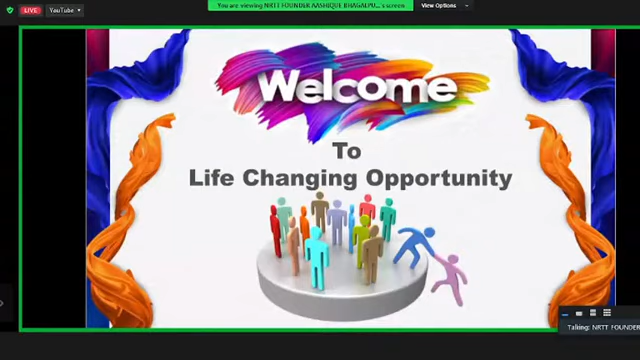 LIVE
YouTube
You are viewing NRTT FOUNDER AASHIQUE BHAGALPU...'s screen
View Options
Welcome
To
Life Changing Opportunity
Talking: NRTT FOUNDER